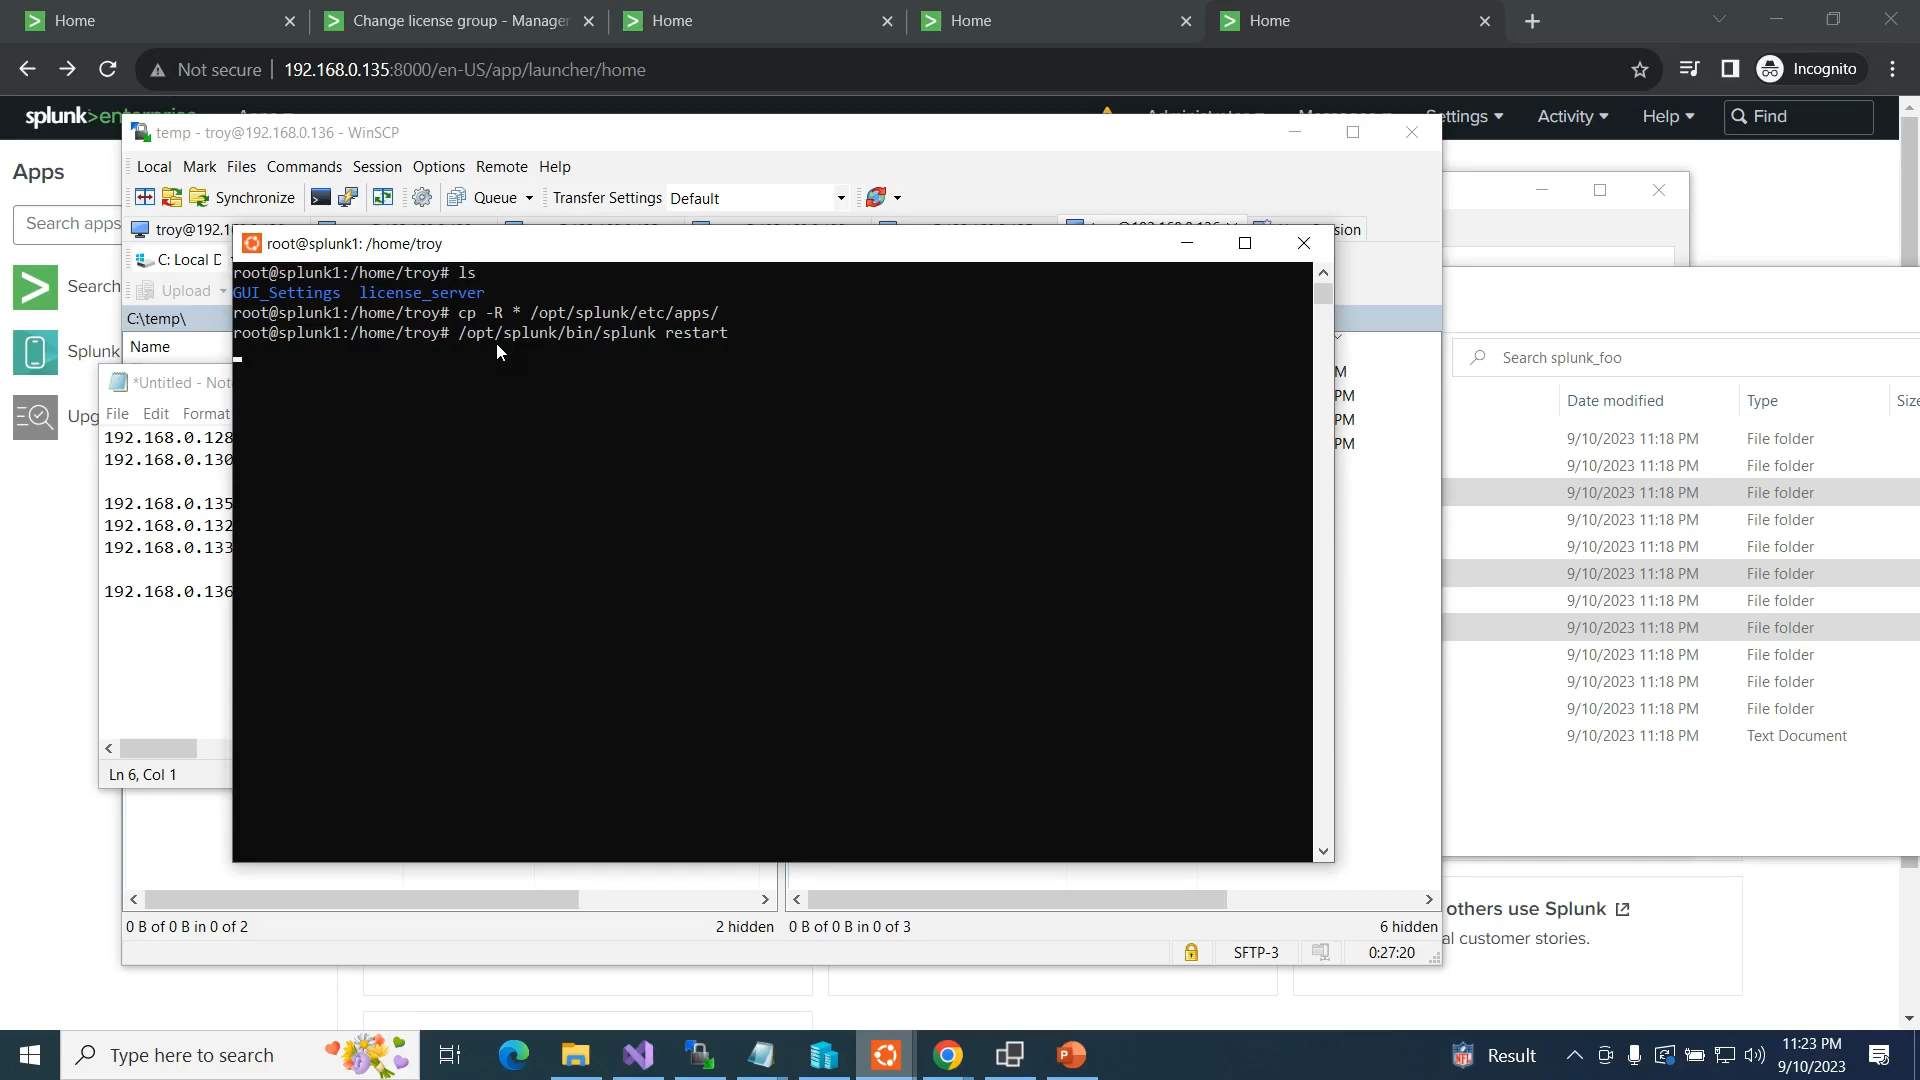 Home
Change license group - Manager
Home
Home
Home
Not secure
192.168.0.135:8000/en-US/app/launcher/home
Incognito
splunk>enterprise
Settings
Activity
Help
Find
Apps
Search apps
Search
Splunk
Upg
temp - troy@192.168.0.136 - WinSCP
Local Mark Files Commands Session Options Remote Help
Synchronize
Queue
Transfer Settings Default
troy@192.1
C: Local D
Upload
C:\temp\
Name
root@splunk1: /home/troy
root@splunk1:/home/troy# ls
GUI_Settings license_server
root@splunk1:/home/troy# cp -R * /opt/splunk/etc/apps/
root@splunk1:/home/troy# /opt/splunk/bin/splunk restart
*Untitled - Not
File Edit Format
192.168.0.128
192.168.0.130
192.168.0.135
192.168.0.132
192.168.0.133
192.168.0.136
Ln 6, Col 1
M
PM
PM
PM
Search splunk_foo
Date modified Type Size
9/10/2023 11:18 PM File folder
9/10/2023 11:18 PM File folder
9/10/2023 11:18 PM File folder
9/10/2023 11:18 PM File folder
9/10/2023 11:18 PM File folder
9/10/2023 11:18 PM File folder
9/10/2023 11:18 PM File folder
9/10/2023 11:18 PM File folder
9/10/2023 11:18 PM File folder
9/10/2023 11:18 PM File folder
9/10/2023 11:18 PM File folder
9/10/2023 11:18 PM Text Document
0 B of 0 B in 0 of 2
2 hidden
0 B of 0 B in 0 of 3
6 hidden
SFTP-3
0:27:20
others use Splunk
al customer stories.
Type here to search
Result
11:23 PM
9/10/2023